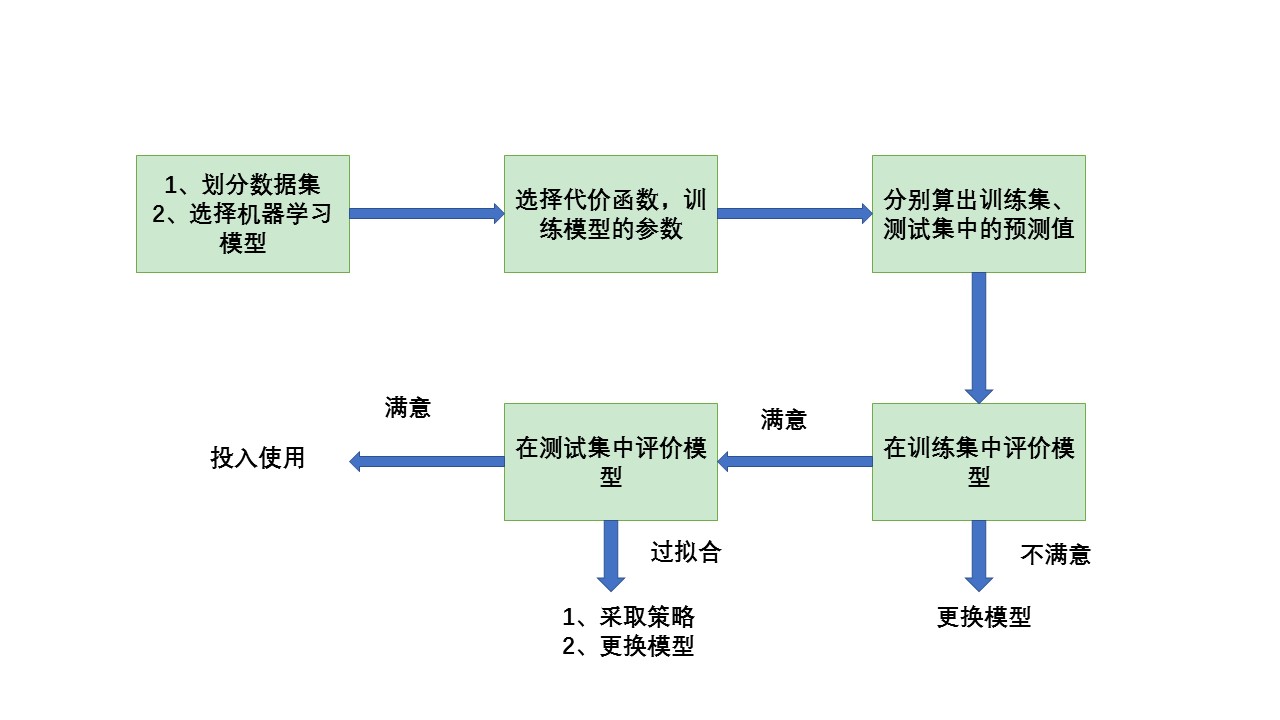 1、划分数据集
2、选择机器学习
模型
选择代价函数，训
练模型的参数
分别算出训练集、
测试集中的预测值
在训练集中评价模
型
满意
在测试集中评价模
型
满意
投入使用
过拟合
1、采取策略
2、更换模型
不满意
更换模型